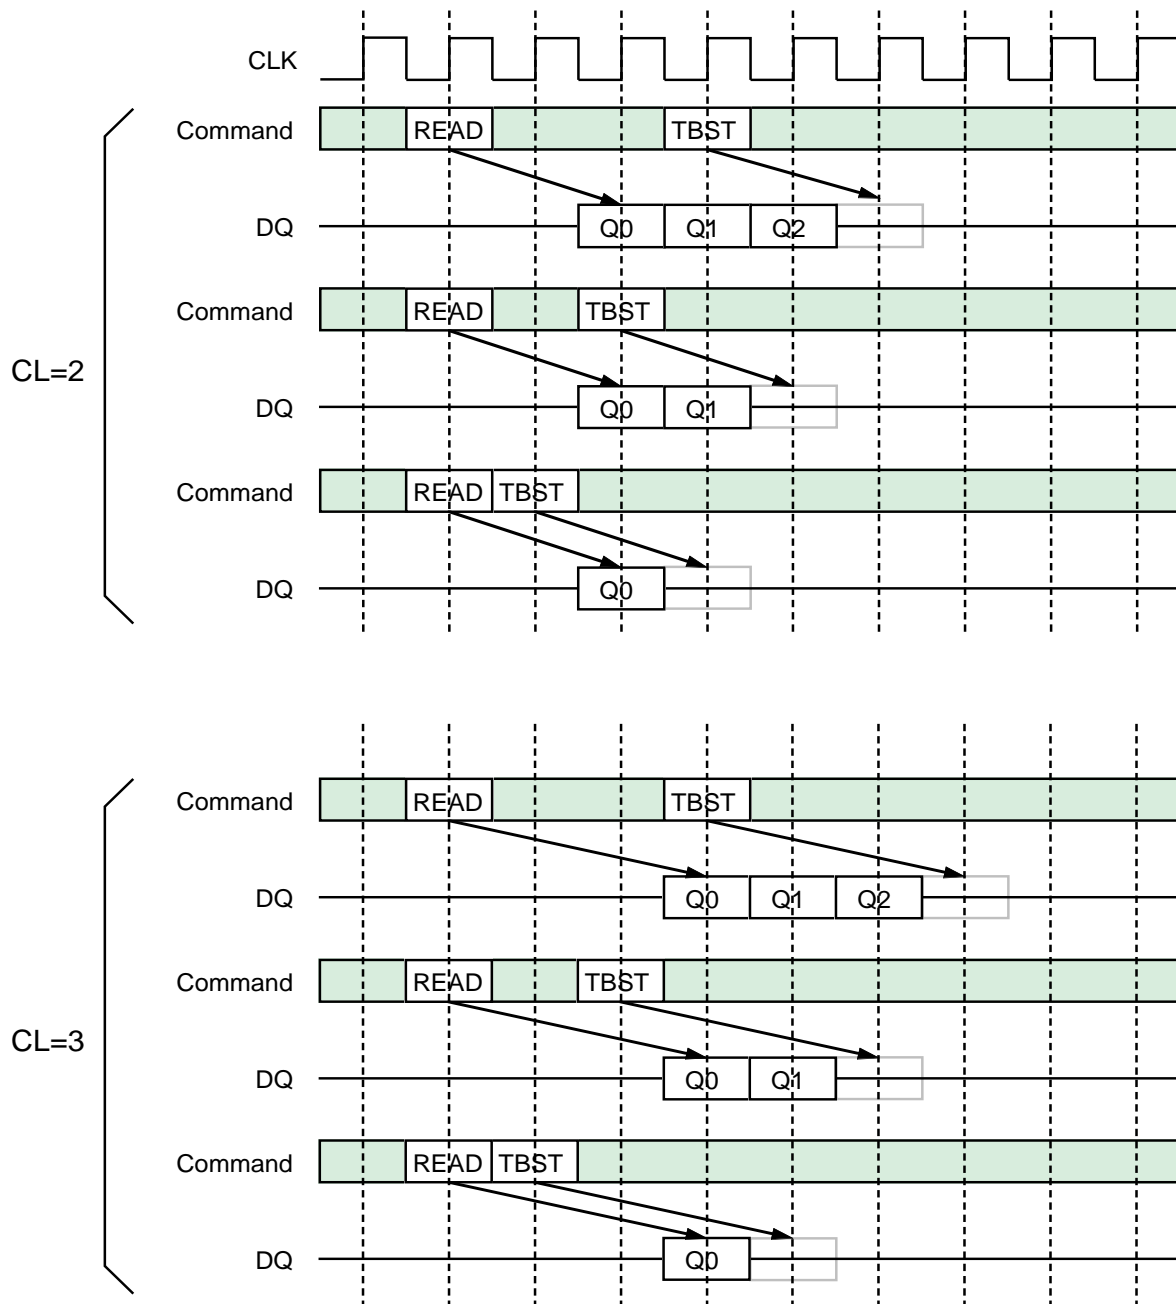 CLK
Command READ TBST
DQ Q0 Q1 Q2
Command READ TBST
CL=2
DQ Q0 Q1
Command READ TBST
DQ Q0
Command READ TBST
DQ Q0 Q1 Q2
Command READ TBST
CL=3
DQ Q0 Q1
Command READ TBST
DQ Q0